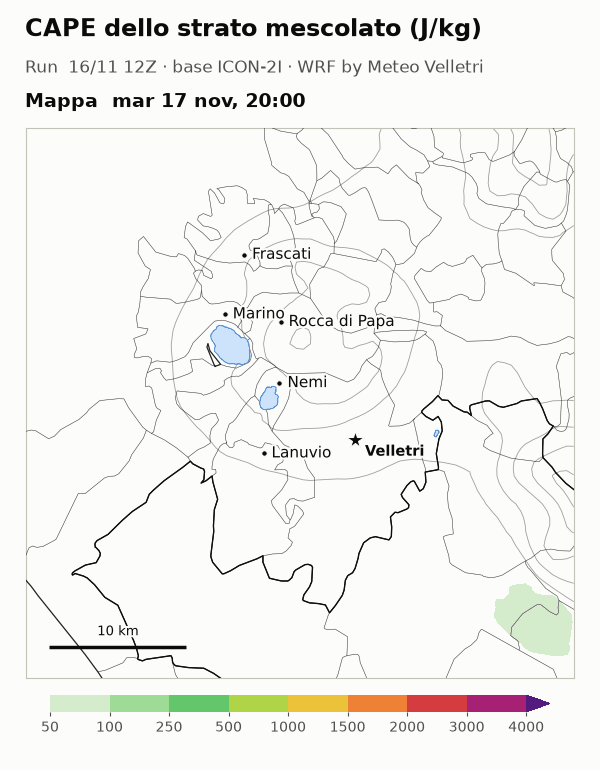 CAPE dello strato mescolato (J/kg)
Run  16/11 12Z · base ICON-2I · WRF by Meteo Velletri
Mappa  mar 17 nov, 20:00
Frascati
Marino
Rocca di Papa
Nemi
Velletri
Lanuvio
10 km
50 100 250 500 1000 1500 2000 3000 4000